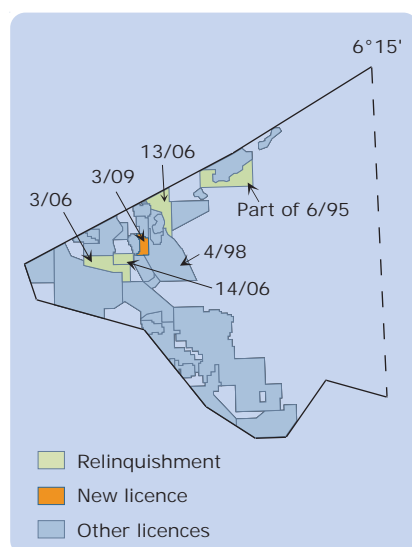 6°15'
13/06
3/09
3/06
Part of 6/95
4/98
14/06
Relinquishment
New licence
Other licences